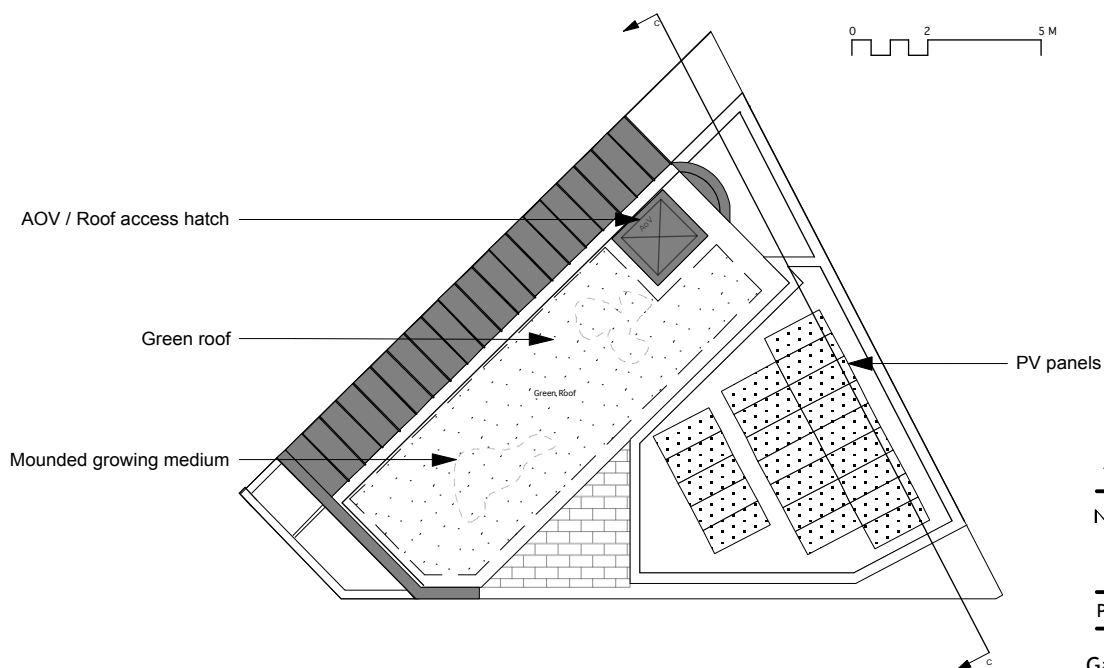 C
0 2 5 M
AOV / Roof access hatch
AoV
Green roof
PV panels
Green Roof
Mounded growing medium
C